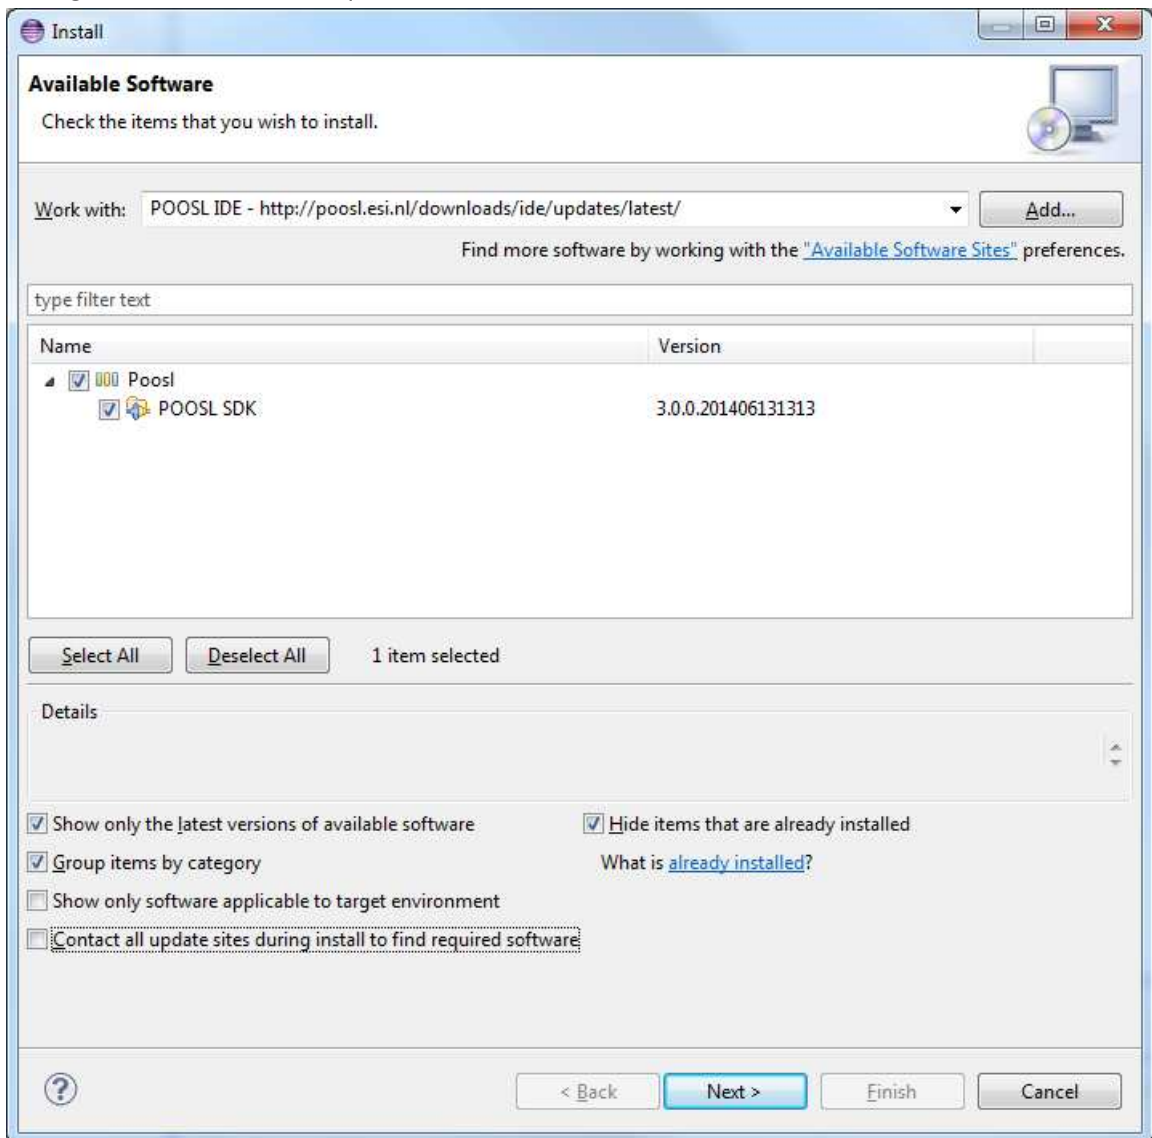 Install
Available Software
Check the items that you wish to install.
Work with: POOSL IDE - http://poosl.esi.nl/downloads/ide/updates/latest/ Add...
Find more software by working with the "Available Software Sites" preferences.
type filter text
Name Version
Poosl
POOSL SDK 3.0.0.201406131313
Select All Deselect All 1 item selected
Details
Show only the latest versions of available software Hide items that are already installed
Group items by category What is already installed?
Show only software applicable to target environment
Contact all update sites during install to find required software
< Back Next > Finish Cancel